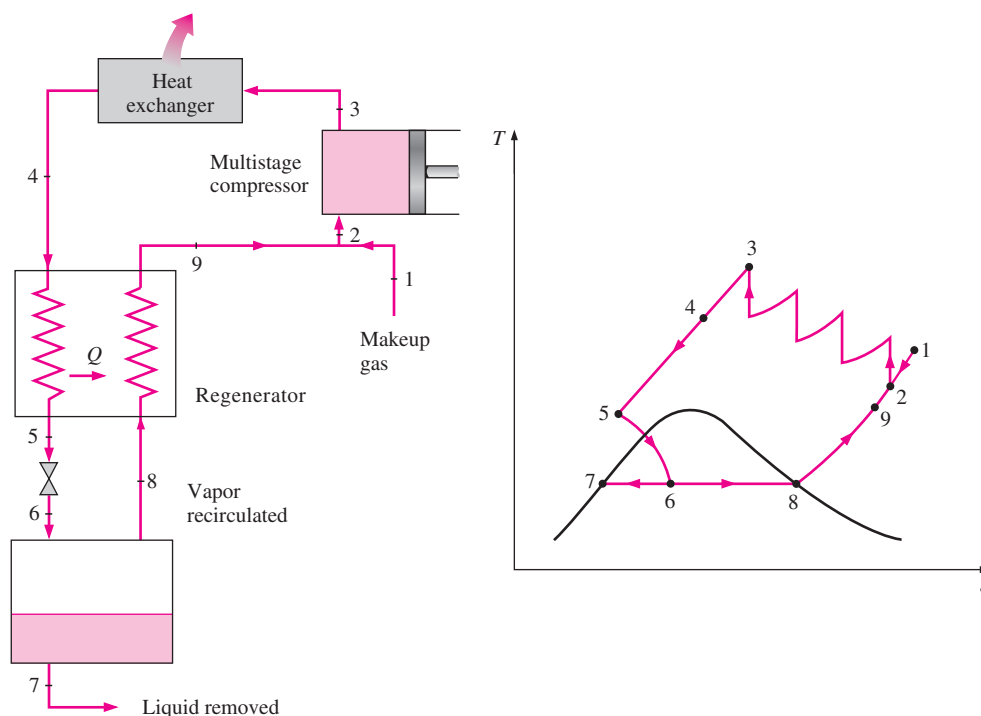 Heat
exchanger
3
Multistage
compressor
4
2
9
1
Makeup
gas
Q
Regenerator
5
8
Vapor
recirculated
6
7
Liquid removed
T
3
4
1
2
5
9
7
6
8